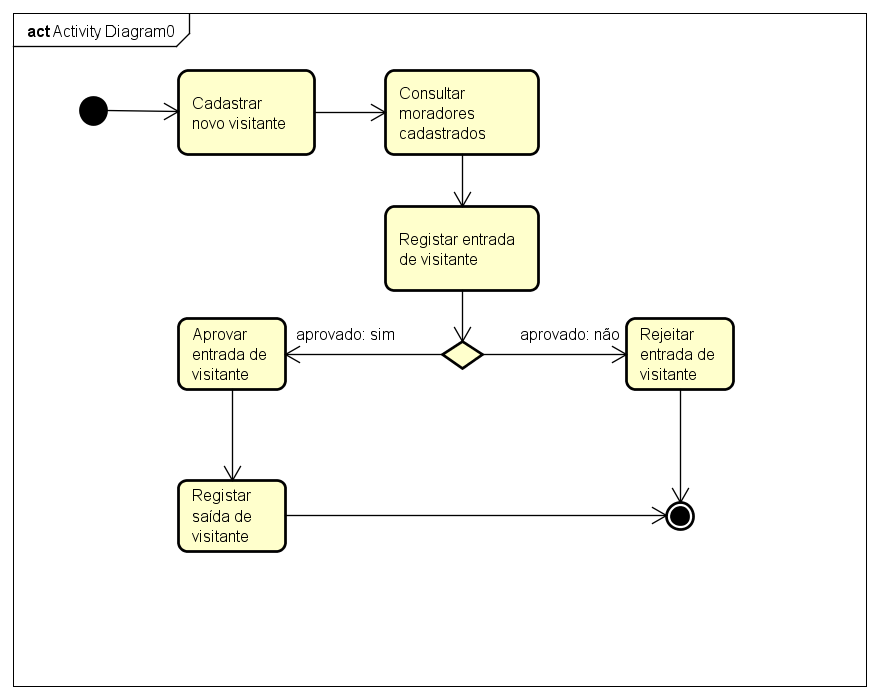 act Activity Diagram0
Cadastrar
novo visitante
Consultar
moradores
cadastrados
Registar entrada
de visitante
aprovado: sim
aprovado: não
Aprovar
entrada de
visitante
Rejeitar
entrada de
visitante
Registar
saída de
visitante